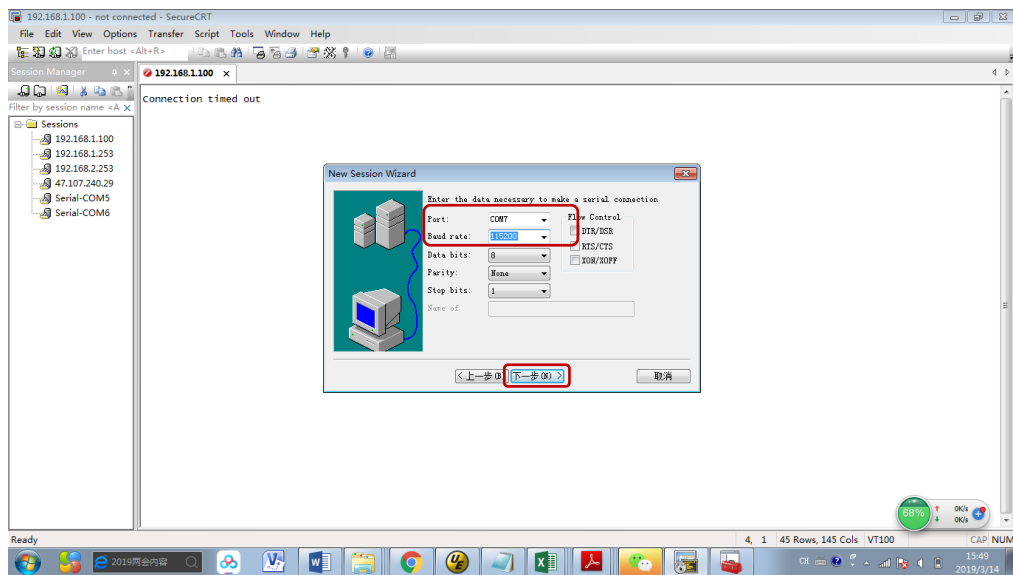 192.168.1.100 - not connected - SecureCRT
File Edit View Options Transfer Script Tools Window Help
Enter host <Alt+R>
Session Manager
192.168.1.100
Filter by session name <A
Connection timed out
Sessions
192.168.1.100
192.168.1.253
192.168.2.253
47.107.240.29
Serial-COM5
Serial-COM6
New Session Wizard
Enter the data necessary to make a serial connection
Port: COM7
Flow Control
Baud rate: 115200
DTR/DSR
RTS/CTS
Data bits: 8
XON/XOFF
Parity: None
Stop bits: 1
Name of
<上一步(B)
下一步(N) >
取消
68%
0K/s
0K/s
Ready
4, 1 45 Rows, 145 Cols VT100
CAP NUM
2019两会内容
CH
15:49
2019/3/14